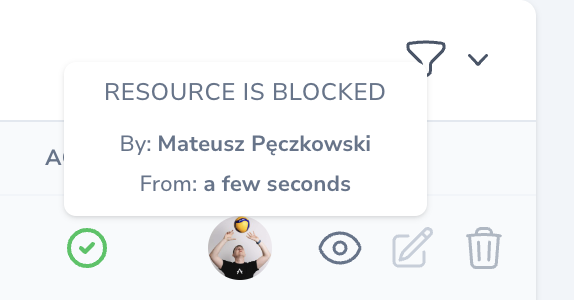 RESOURCE IS BLOCKED
By: Mateusz Pęczkowski
From: a few seconds